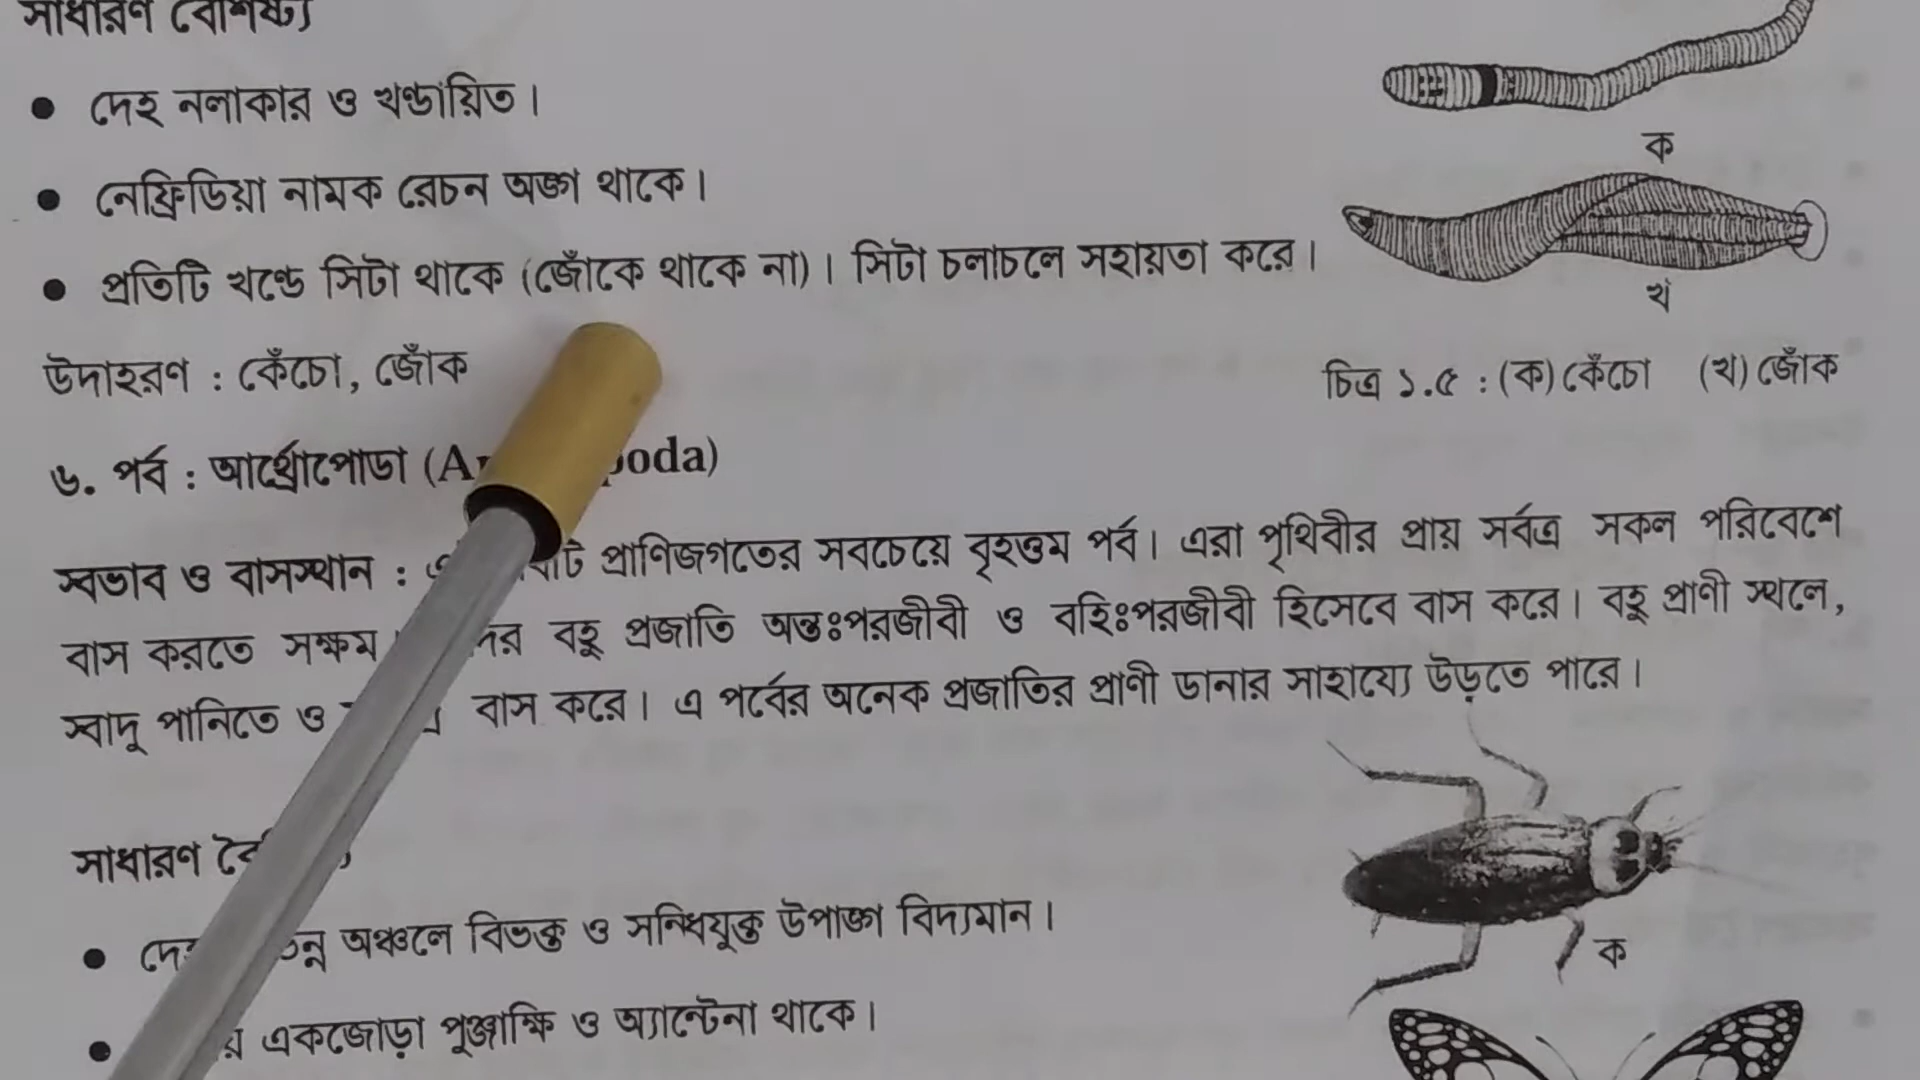 সাধারণ বৈশিষ্ট্য
● দেহ নলাকার ও খণ্ডায়িত।
● নেফ্রিডিয়া নামক রেচন অঙ্গ থাকে।
● প্রতিটি খণ্ডে সিটা থাকে (জোঁকে থাকে না)। সিটা চলাচলে সহায়তা করে।
উদাহরণ : কেঁচো, জোঁক
ক
খ
চিত্র ১.৫ : (ক) কেঁচো (খ) জোঁক
৬. পর্ব : আর্থ্রোপোডা
স্বভাব ও বাসস্থান : প্রাণিজগতের সবচেয়ে বৃহত্তম পর্ব। এরা পৃথিবীর প্রায় সর্বত্র সকল পরিবেশে
বাস করতে সক্ষম বহু প্রজাতি অন্তঃপরজীবী ও বহিঃপরজীবী হিসেবে বাস করে। বহু প্রাণী স্থলে,
স্বাদু পানিতে ও বাস করে। এ পর্বের অনেক প্রজাতির প্রাণী ডানার সাহায্যে উড়তে পারে।
সাধারণ
● অঞ্চলে বিভক্ত ও সন্ধিযুক্ত উপাঙ্গ বিদ্যমান।
● একজোড়া পুঞ্জাক্ষি ও অ্যান্টেনা থাকে।
ক